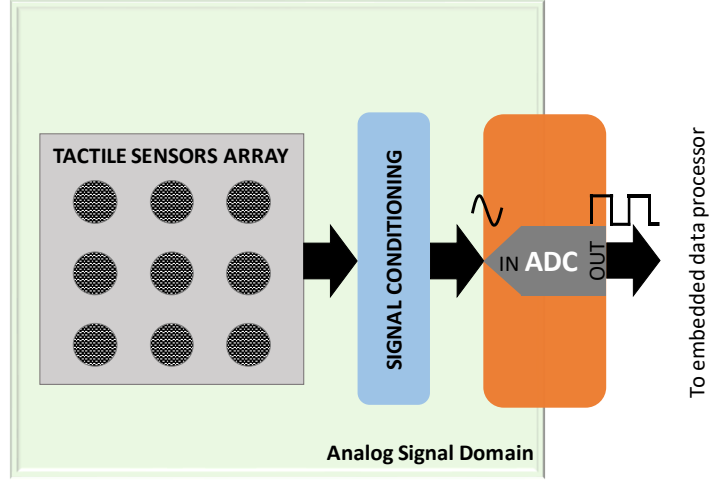 TACTILE SENSORS ARRAY
SIGNAL CONDITIONING
IN
ADC
OUT
To embedded data processor
Analog Signal Domain